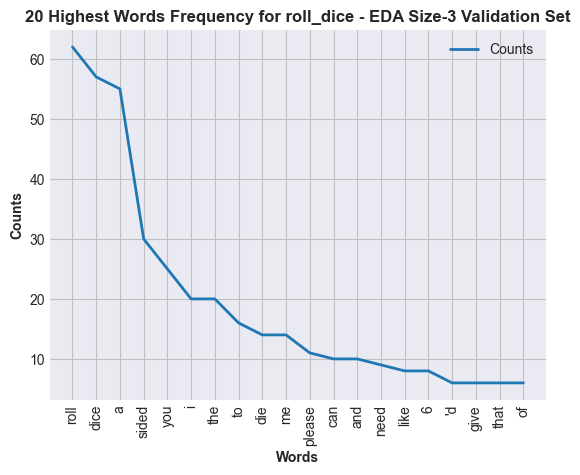 20 Highest Words Frequency for roll_dice - EDA Size-3 Validation Set
Counts
60
50
40
30
20
10
Counts
roll
dice
a
sided
you
i
the
to
die
me
please
can
and
need
like
6
'd
give
that
of
Words